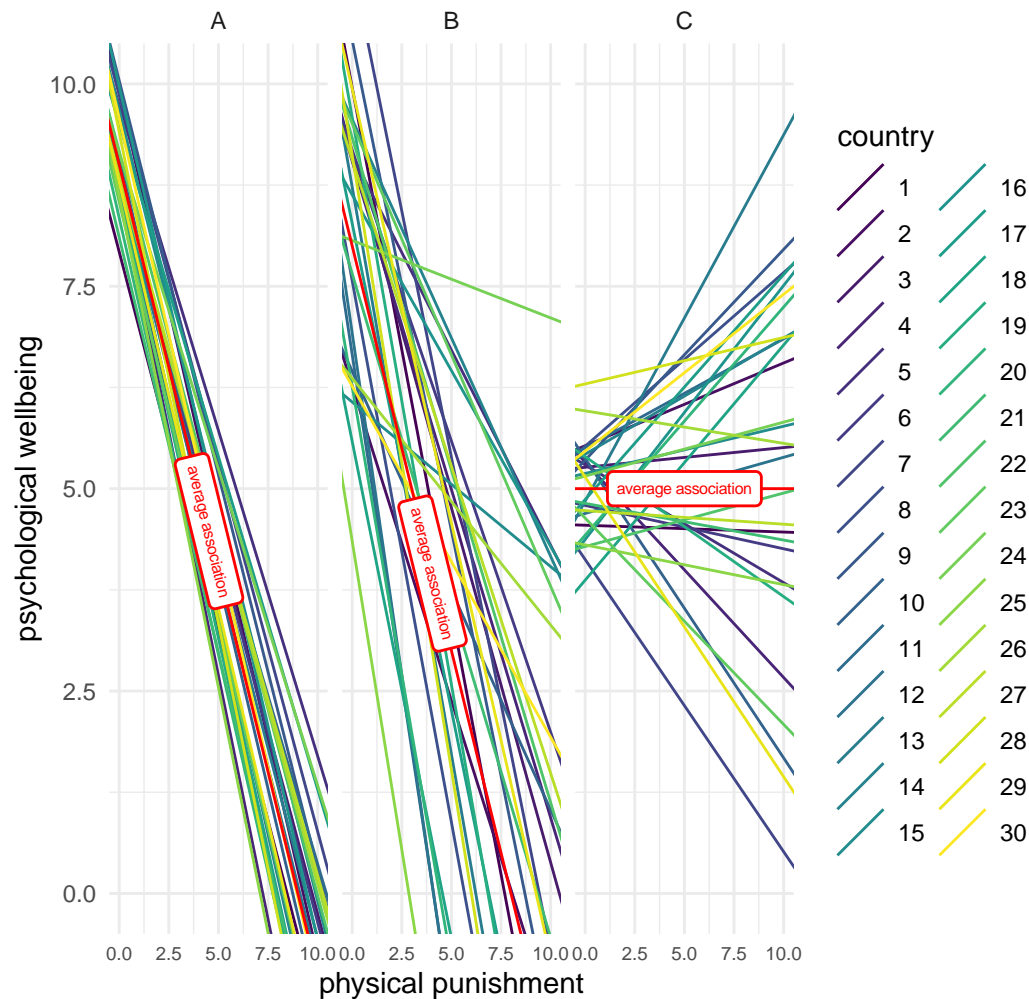 A B C
psychological wellbeing
10.0
7.5
5.0
2.5
0.0
average association
average association
average association
0.0 2.5 5.0 7.5 10.0 0.0 2.5 5.0 7.5 10.0 0.0 2.5 5.0 7.5 10.0
physical punishment
country
1 16
2 17
3 18
4 19
5 20
6 21
7 22
8 23
9 24
10 25
11 26
12 27
13 28
14 29
15 30